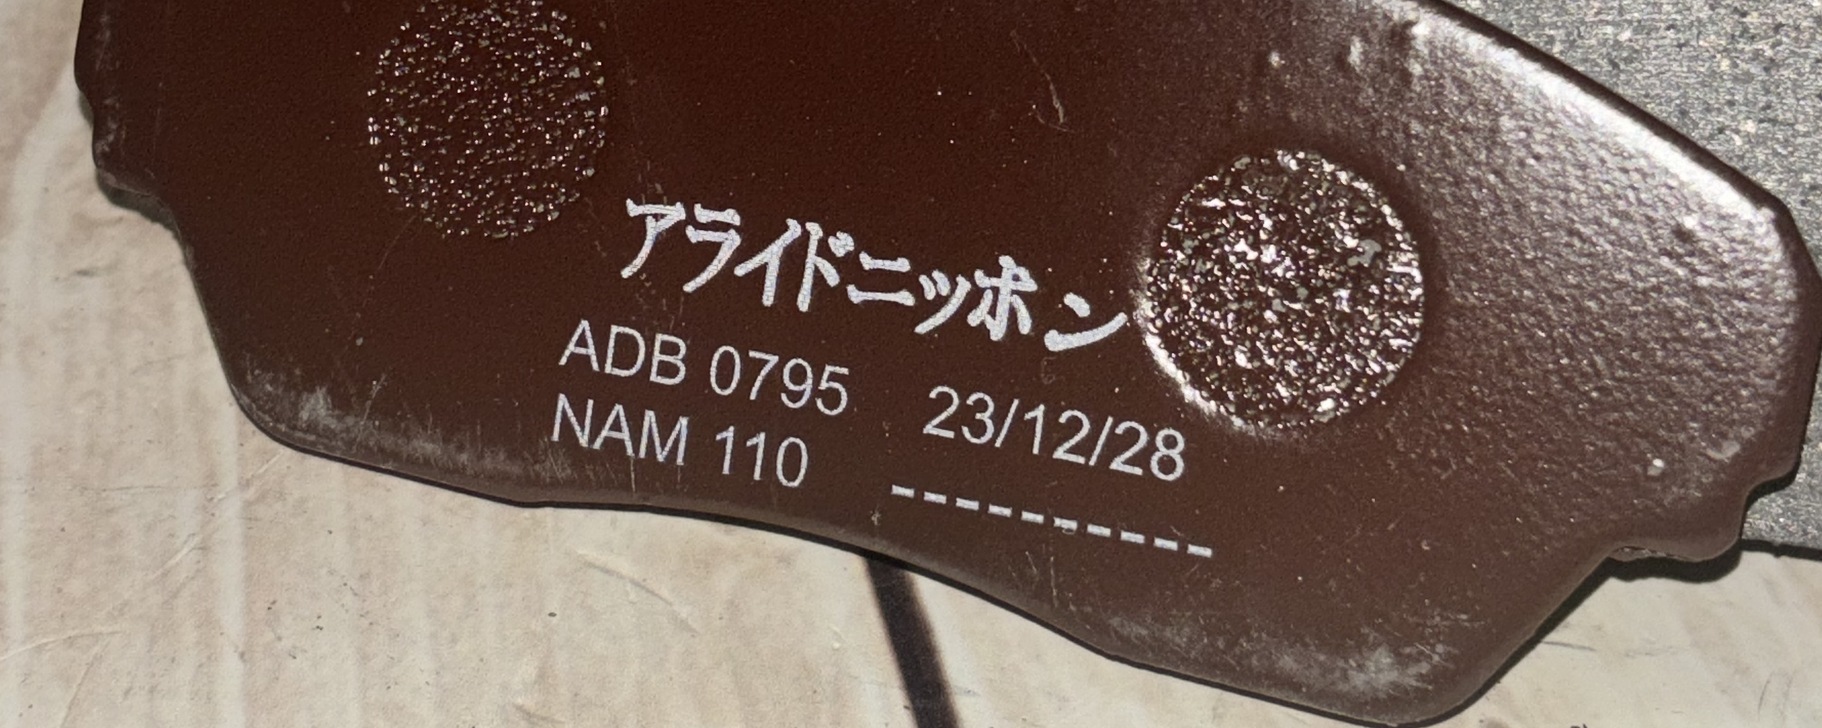 アライドニッポン
ADB 0795 23/12/28
NAM 110 ----------